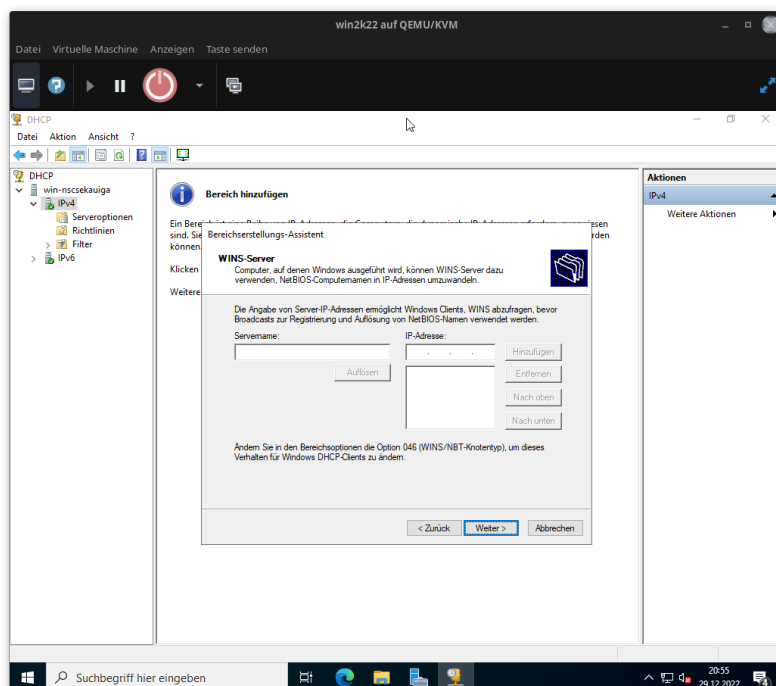 win2k22 auf QEMU/KVM
Datei Virtuelle Maschine Anzeigen Taste senden
DHCP
Datei Aktion Ansicht ?
DHCP
win-nscsekauiga
IPv4
Serveroptionen
Richtlinien
Filter
IPv6
Bereich hinzufügen
Ein
sind. Sie
können.
Klicken
Weitere
Bereichserstellungs-Assistent
WINS-Server
Computer, auf denen Windows ausgeführt wird, können WINS-Server dazu
verwenden, NetBIOS-Computernamen in IP-Adressen umzuwandeln.
Die Angabe von Server-IP-Adressen ermöglicht Windows Clients, WINS abzufragen, bevor
Broadcasts zur Registrierung und Auflösung von NetBIOS-Namen verwendet werden.
Servername: IP-Adresse:
. . . Hinzufügen
Auflösen Entfernen
Nach oben
Nach unten
Ändern Sie in den Bereichsoptionen die Option 046 (WINS/NBT-Knotentyp), um dieses
Verhalten für Windows DHCP-Clients zu ändern.
< Zurück Weiter > Abbrechen
Aktionen
IPv4
Weitere Aktionen
Suchbegriff hier eingeben
20:55
29.12.2022
4